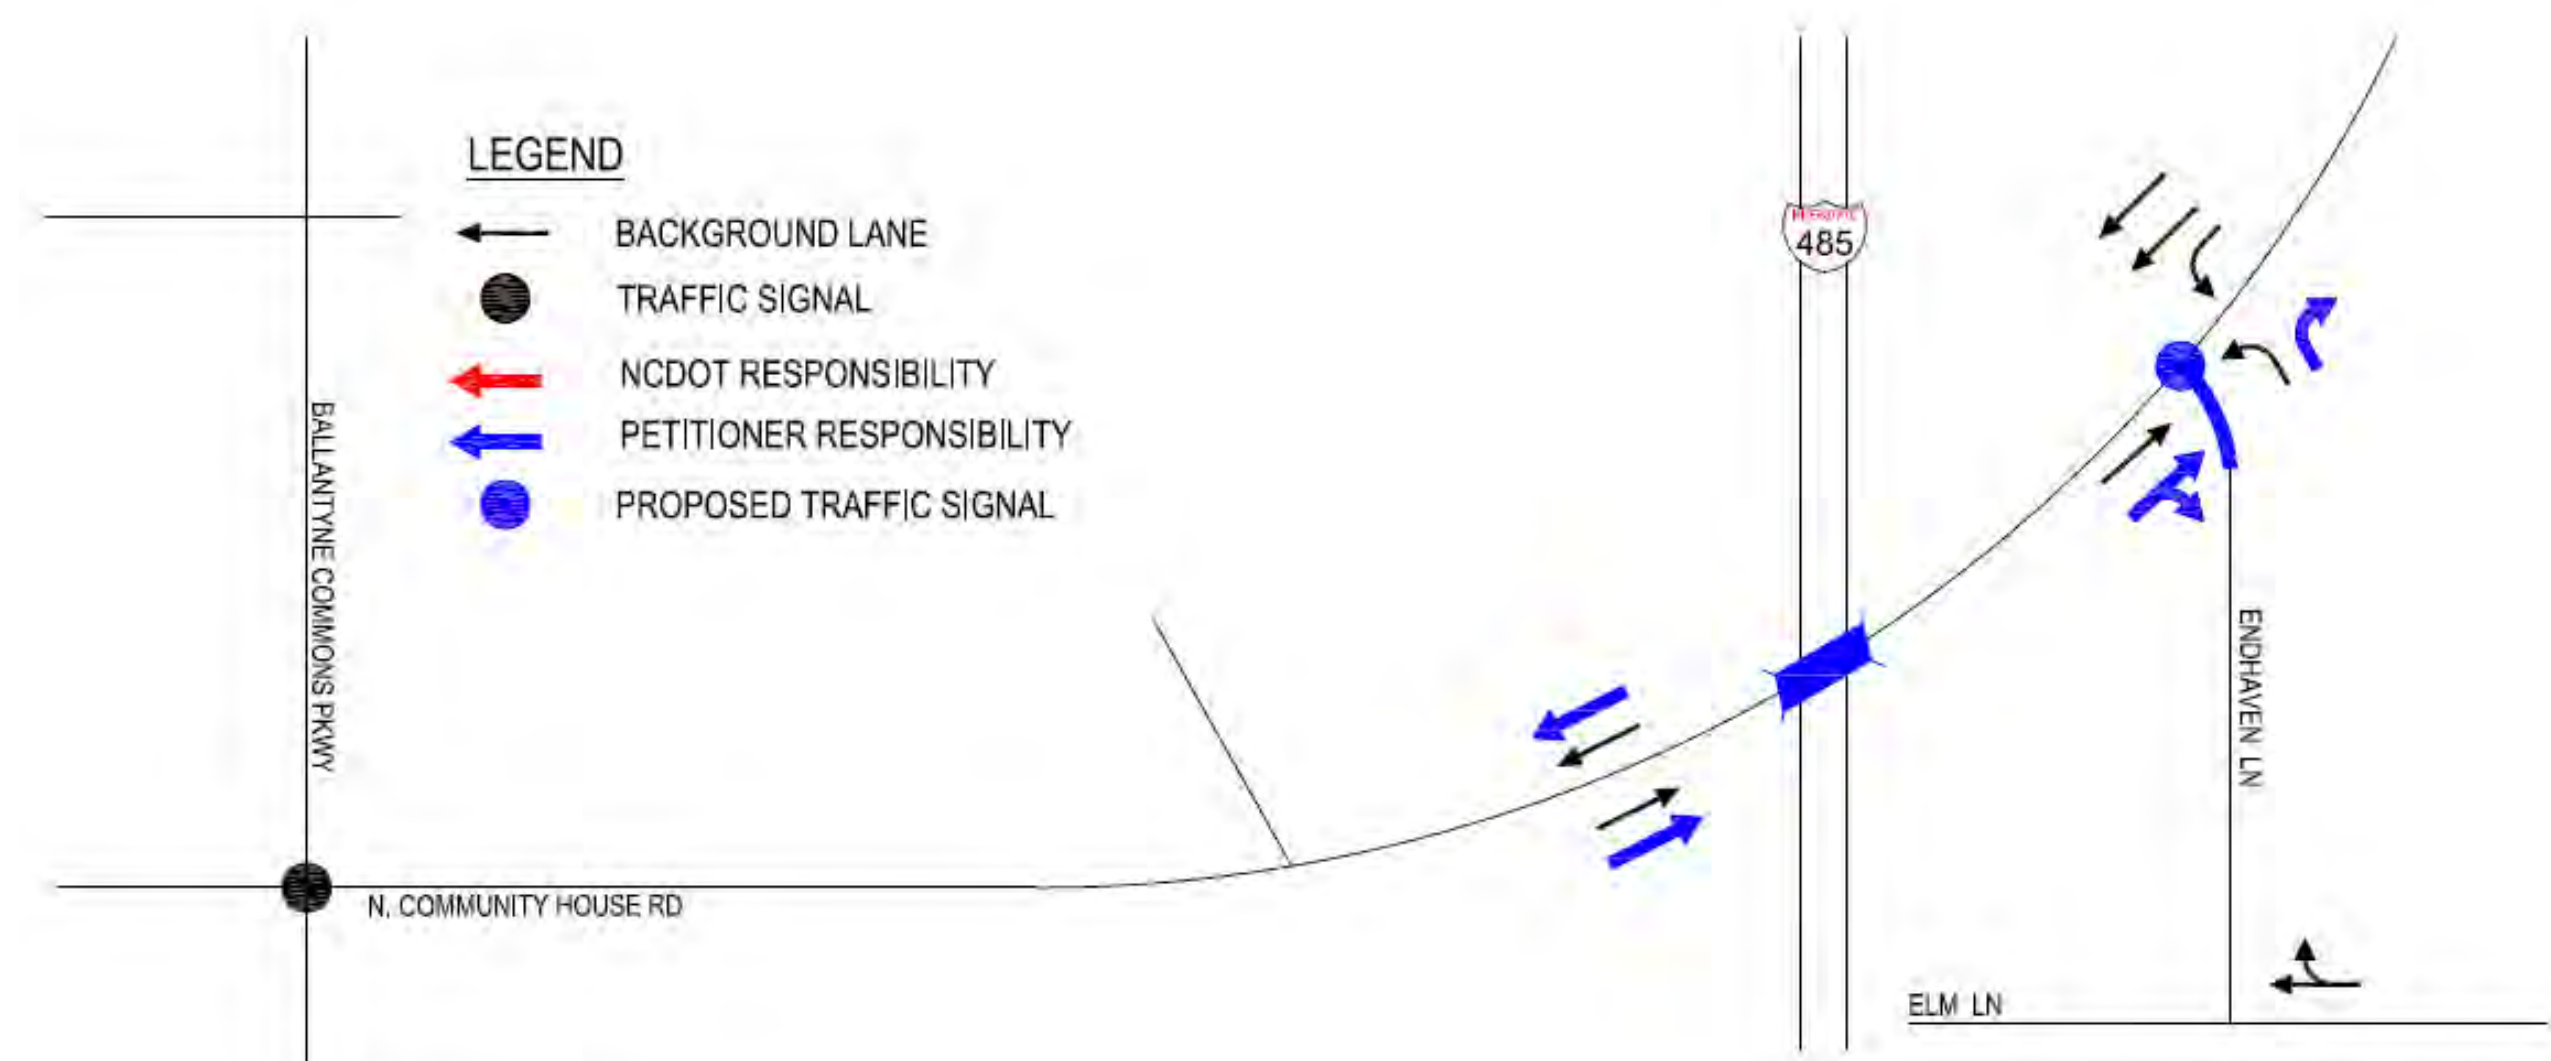 LEGEND
BACKGROUND LANE
TRAFFIC SIGNAL
NCDOT RESPONSIBILITY
PETITIONER RESPONSIBILITY
PROPOSED TRAFFIC SIGNAL
BALLANTYNE COMMONS PKWY
N. COMMUNITY HOUSE RD
485
ENDHAVEN LN
ELM LN